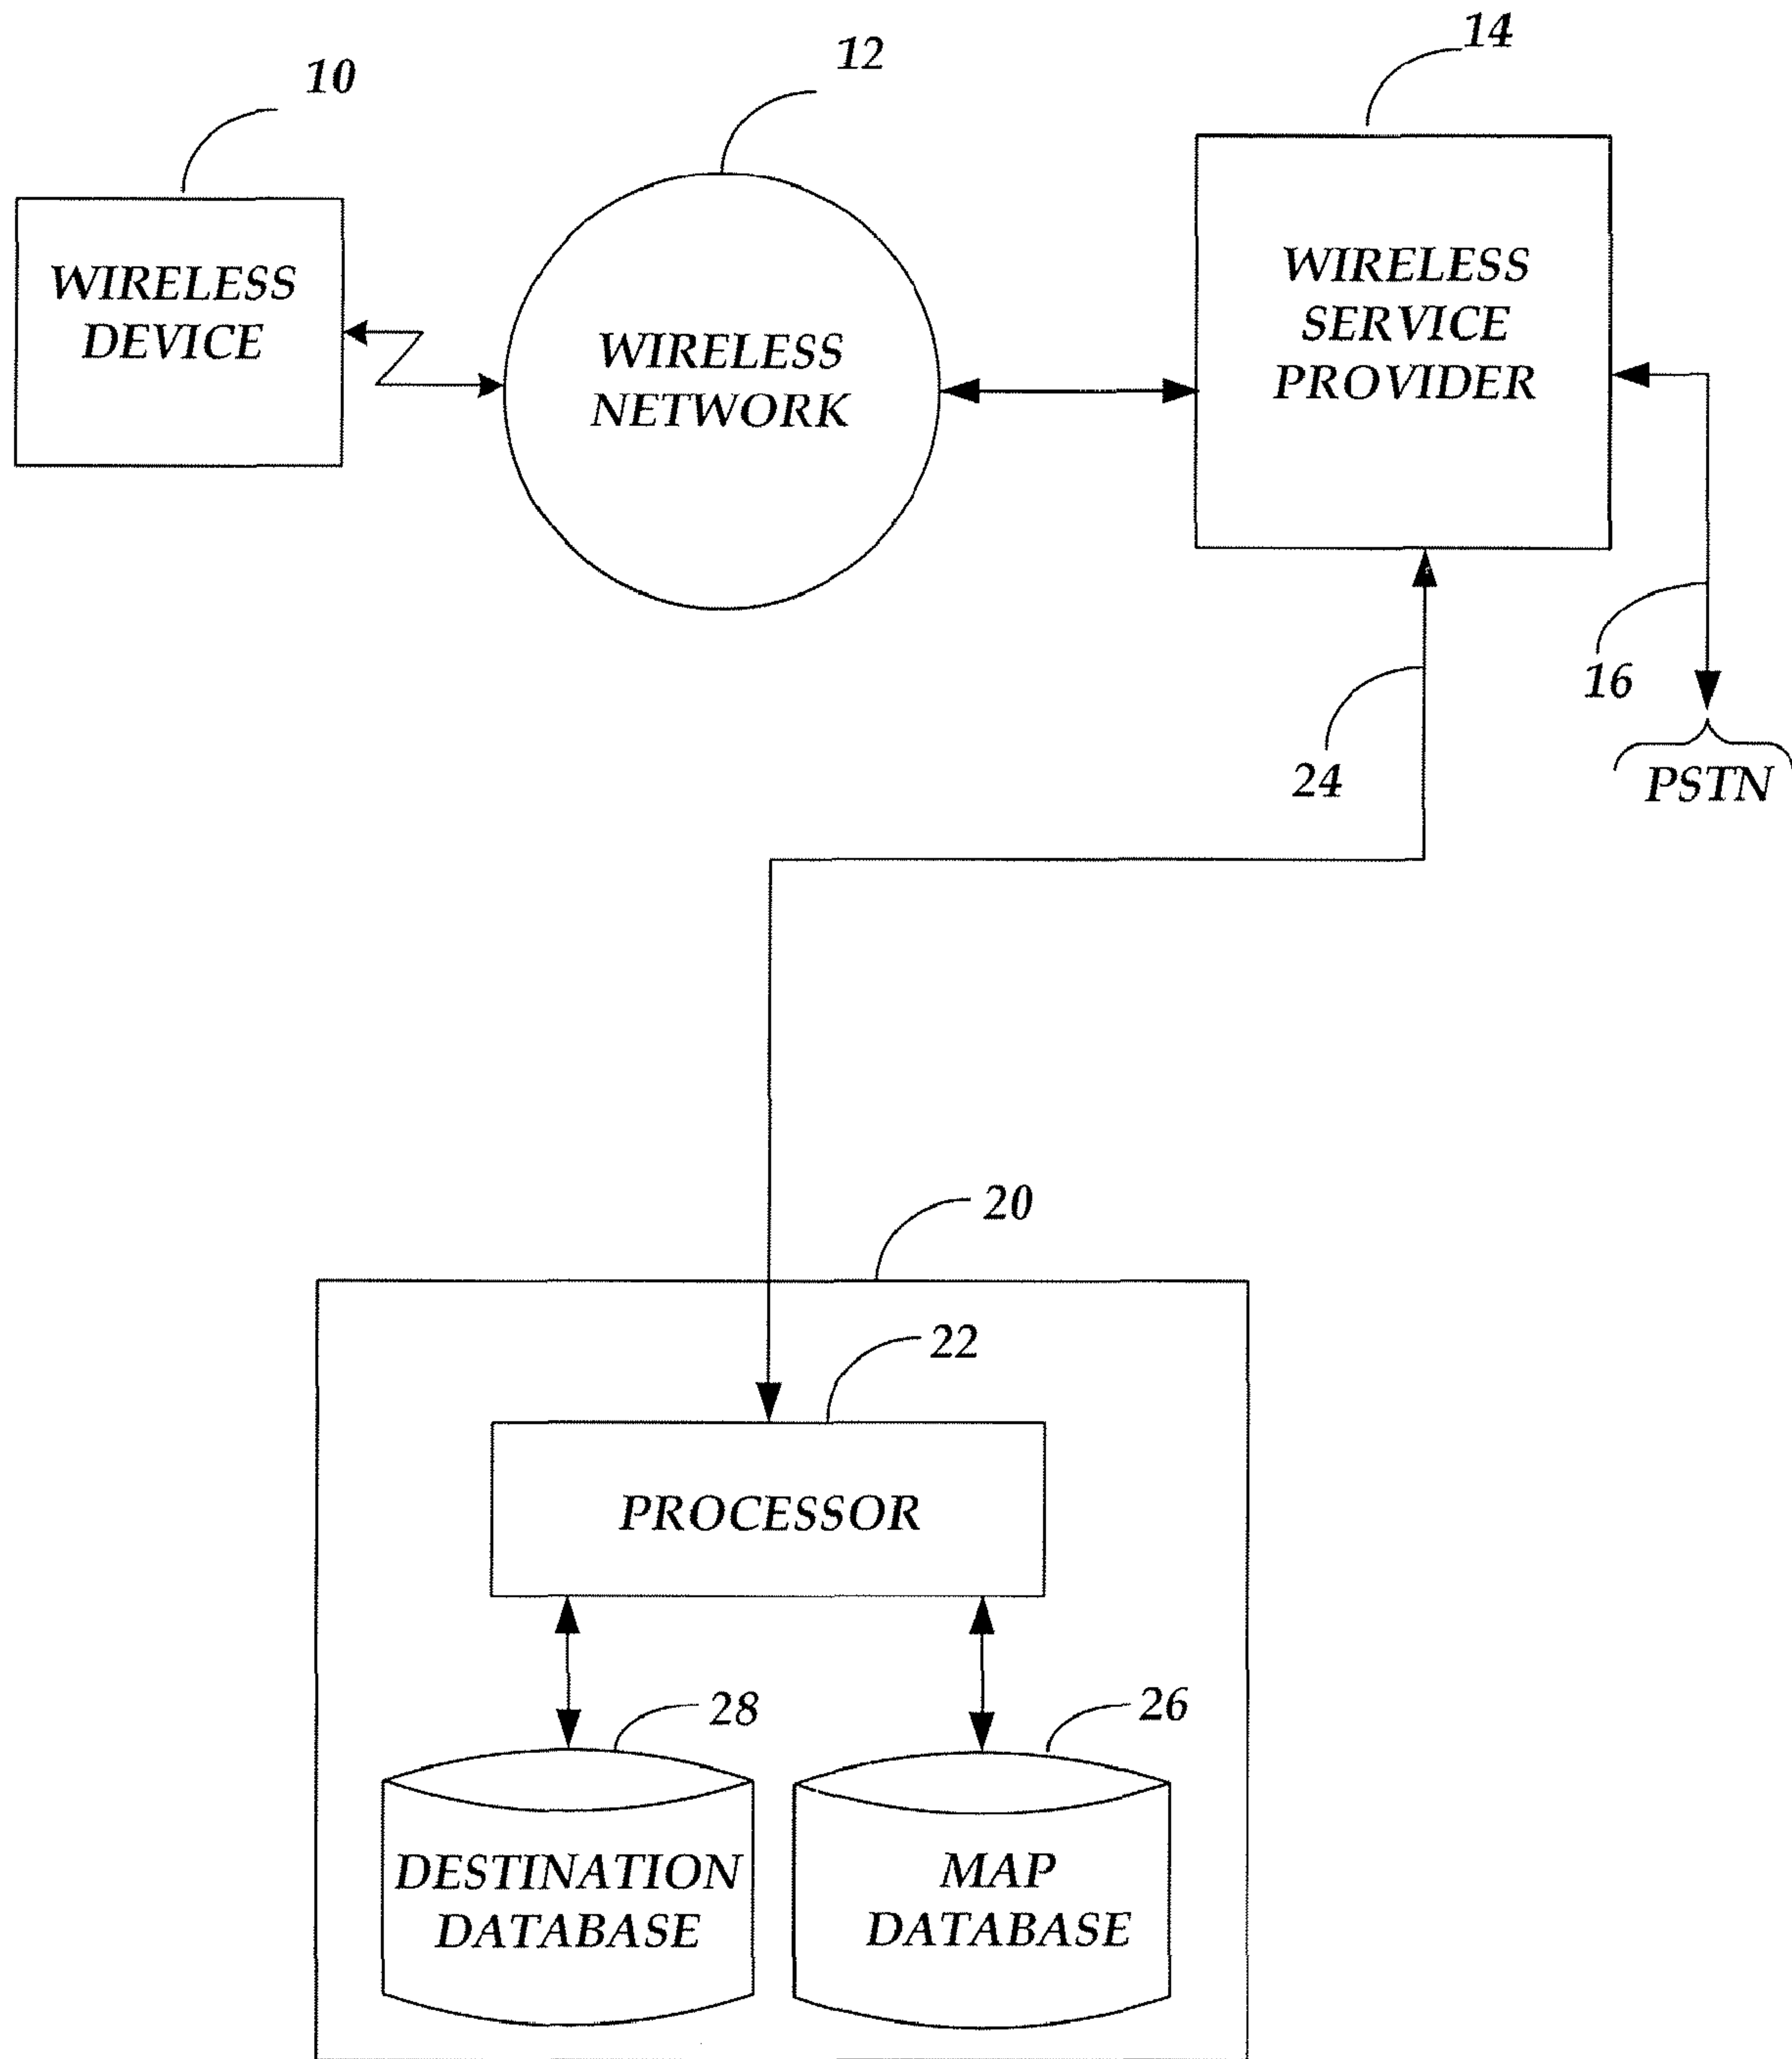 10
12
14
WIRELESS
DEVICE
WIRELESS
NETWORK
WIRELESS
SERVICE
PROVIDER
16
24
PSTN
20
22
PROCESSOR
28
26
DESTINATION
DATABASE
MAP
DATABASE